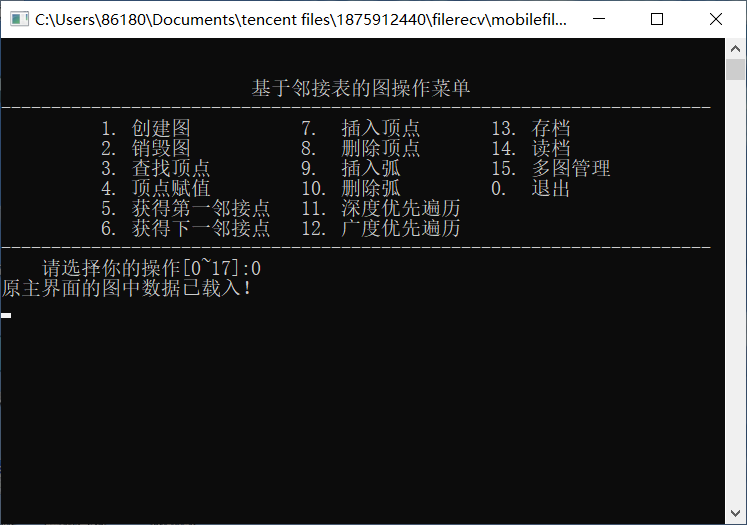 C:\Users\86180\Documents\tencent files\1875912440\filerecv\mobilefil...
基于邻接表的图操作菜单
1. 创建图 7. 插入顶点 13. 存档
2. 销毁图 8. 删除顶点 14. 读档
3. 查找顶点 9. 插入弧 15. 多图管理
4. 顶点赋值 10. 删除弧 0. 退出
5. 获得第一邻接点 11. 深度优先遍历
6. 获得下一邻接点 12. 广度优先遍历
请选择你的操作[0~17]:0
原主界面的图中数据已载入!